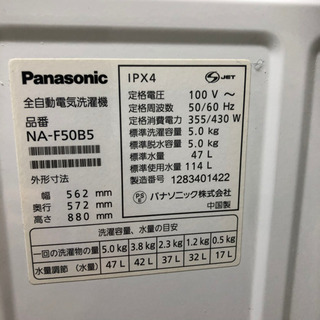 Panasonic
全自動電気洗濯機
品番
NA-F50B5
外形寸法
幅 562 mm
奥行 572 mm
高さ 880 mm
IPX4
S JET
定格電圧 100 V ～
定格周波数 50/60 Hz
定格消費電力 355/430 W
標準洗濯容量 5.0 kg
標準脱水容量 5.0 kg
標準水量 47 L
標準使用水量 114 L
製造番号 1283401422
PS E パナソニック株式会社
中国製
洗濯容量、水量の目安
一回の洗濯物の量 5.0 kg 3.8 kg 2.3 kg 1.2 kg 0.5 kg
水量調節 (水量) 47 L 42 L 37 L 32 L 17 L